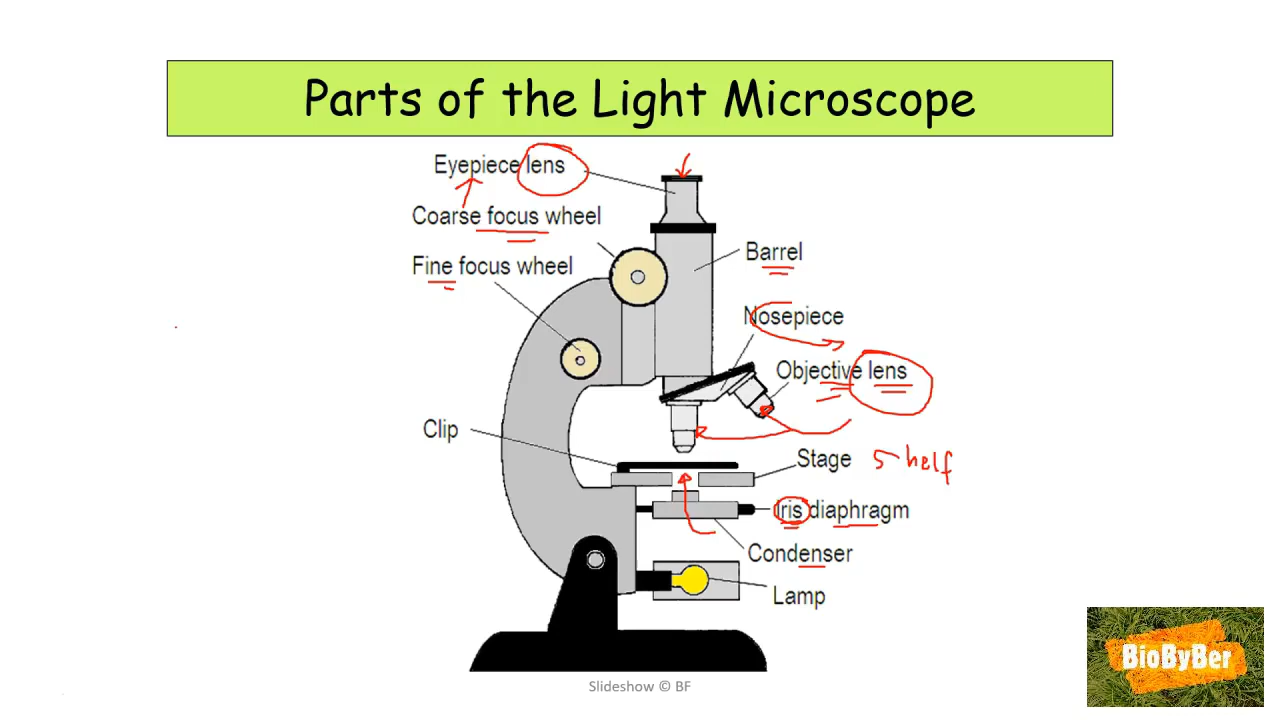 Parts of the Light Microscope
Eyepiece lens
Coarse focus wheel
Fine focus wheel
Barrel
Nosepiece
Objective lens
Clip
Stage shelf
Iris diaphragm
Condenser
Lamp
BioByBer
Slideshow © BF